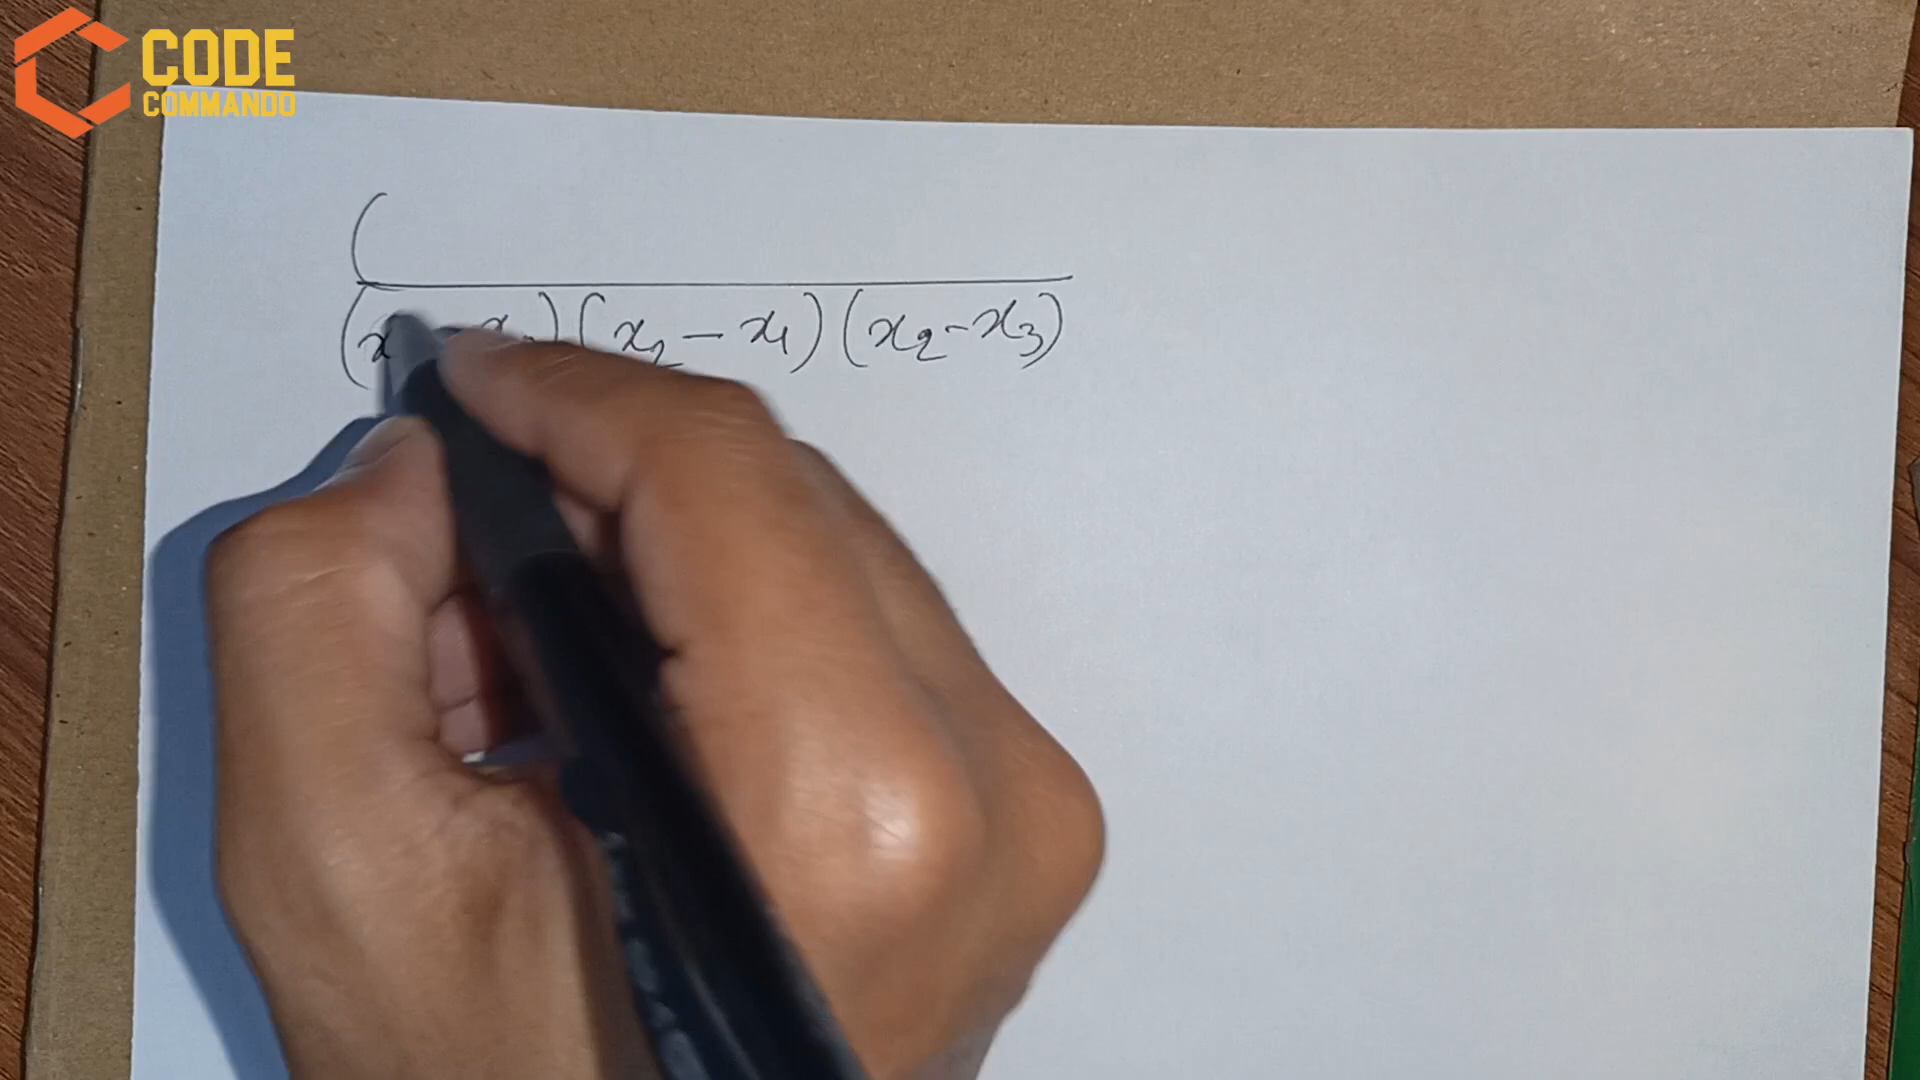 CODE
COMMANDO
(
(x - x) (x₂ - x₁) (x₂ - x₃)